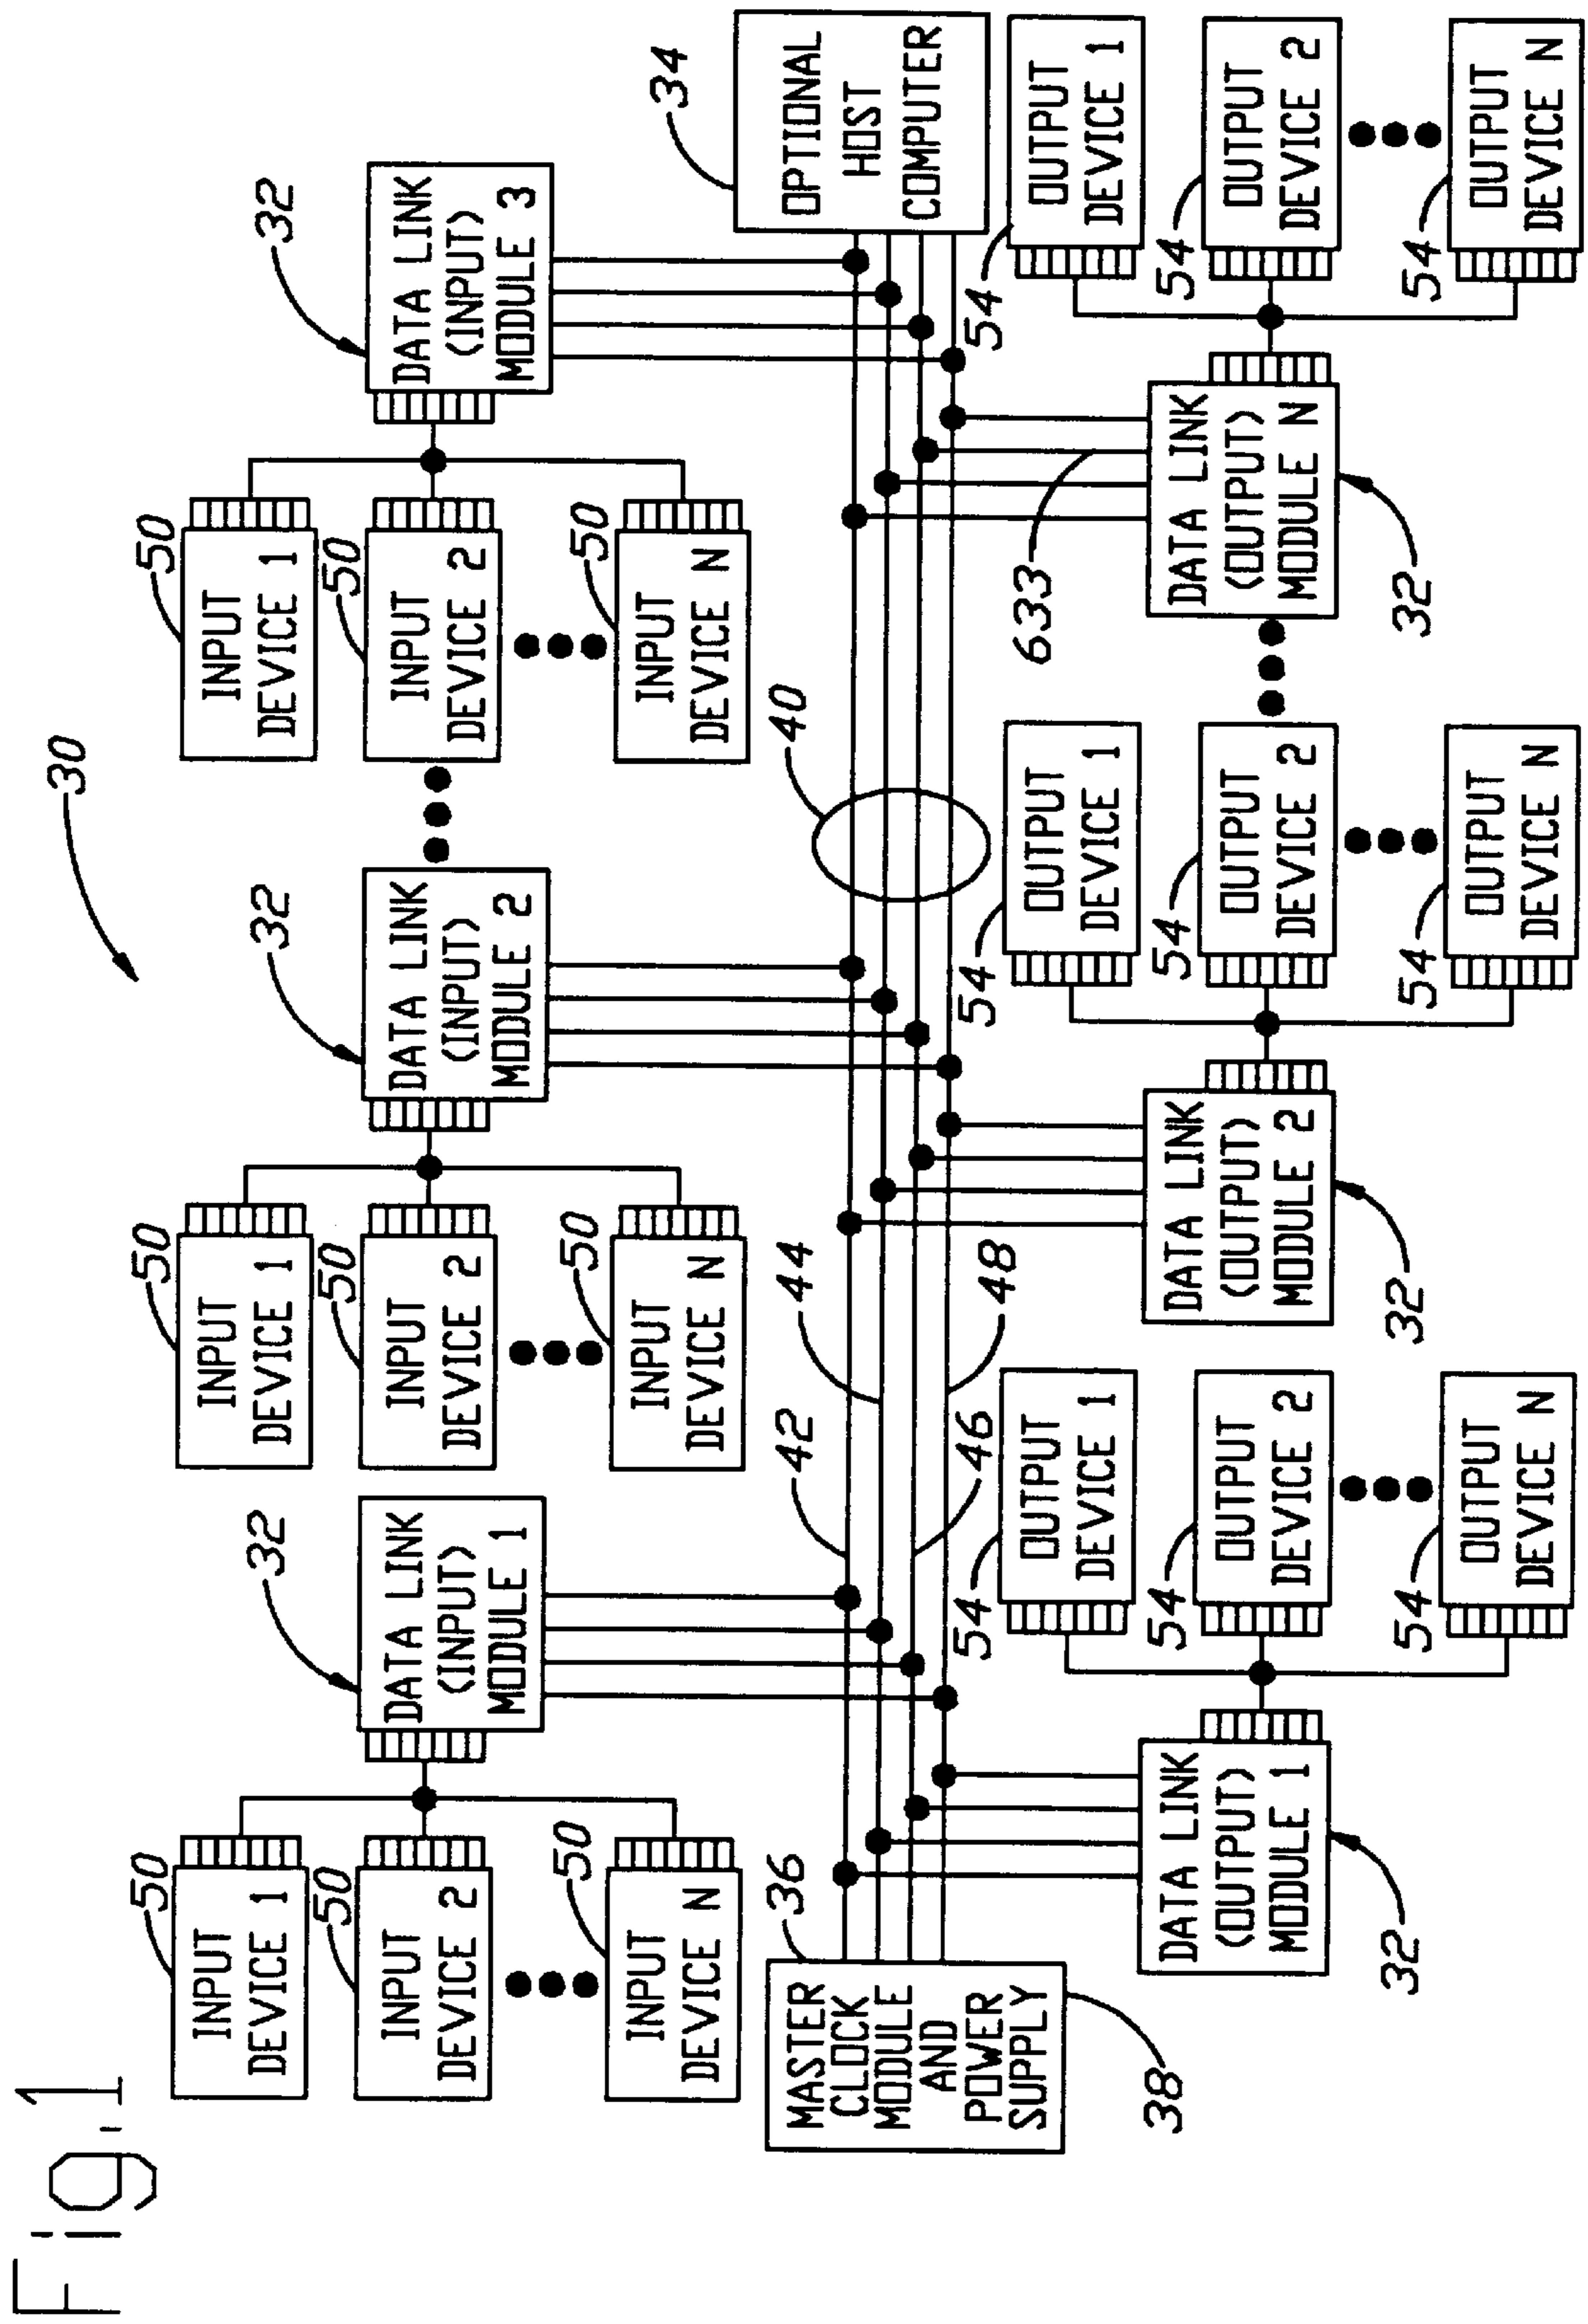 Fig.1
30
32
DATA LINK
(INPUT)
MODULE 1
32
DATA LINK
(INPUT)
MODULE 2
32
DATA LINK
(INPUT)
MODULE 3
50
INPUT
DEVICE 1
50
INPUT
DEVICE 2
50
INPUT
DEVICE N
50
INPUT
DEVICE 1
50
INPUT
DEVICE 2
50
INPUT
DEVICE N
50
INPUT
DEVICE 1
50
INPUT
DEVICE 2
50
INPUT
DEVICE N
36
MASTER
CLOCK
MODULE
AND
POWER
SUPPLY
38
42
44
46
48
40
34
OPTIONAL
HOST
COMPUTER
633
DATA LINK
(OUTPUT)
MODULE 1
32
DATA LINK
(OUTPUT)
MODULE 2
32
DATA LINK
(OUTPUT)
MODULE N
32
54
OUTPUT
DEVICE 1
54
OUTPUT
DEVICE 2
54
OUTPUT
DEVICE N
54
OUTPUT
DEVICE 1
54
OUTPUT
DEVICE 2
54
OUTPUT
DEVICE N
54
OUTPUT
DEVICE 1
54
OUTPUT
DEVICE 2
54
OUTPUT
DEVICE N